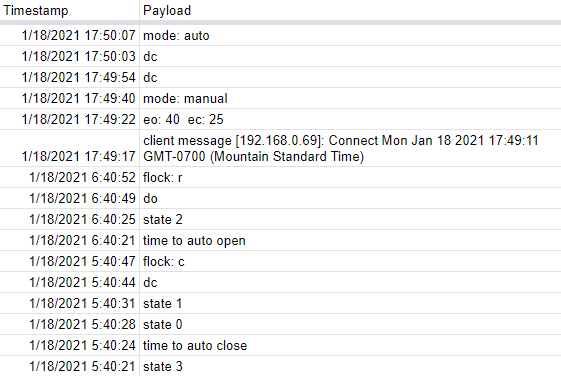 Timestamp Payload
1/18/2021 17:50:07 mode: auto
1/18/2021 17:50:03 dc
1/18/2021 17:49:54 dc
1/18/2021 17:49:40 mode: manual
1/18/2021 17:49:22 eo: 40  ec: 25
client message [192.168.0.69]: Connect Mon Jan 18 2021 17:49:11
1/18/2021 17:49:17 GMT-0700 (Mountain Standard Time)
1/18/2021 6:40:52 flock: r
1/18/2021 6:40:49 do
1/18/2021 6:40:25 state 2
1/18/2021 6:40:21 time to auto open
1/18/2021 5:40:47 flock: c
1/18/2021 5:40:44 dc
1/18/2021 5:40:31 state 1
1/18/2021 5:40:28 state 0
1/18/2021 5:40:24 time to auto close
1/18/2021 5:40:21 state 3